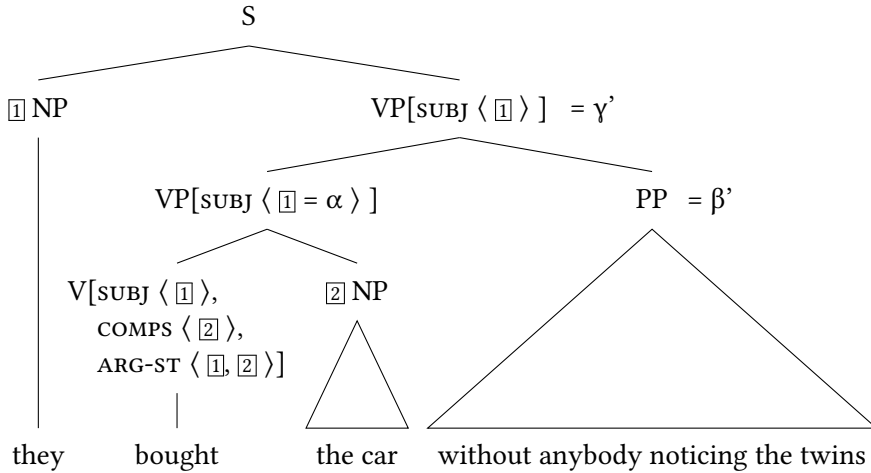 S
1 NP VP[SUBJ ⟨ 1 ⟩ ] = γ’
VP[SUBJ ⟨ 1 = α ⟩ ] PP = β’
V[SUBJ ⟨ 1 ⟩, 2 NP
COMPS ⟨ 2 ⟩,
ARG-ST ⟨ 1, 2 ⟩]
they bought the car without anybody noticing the twins